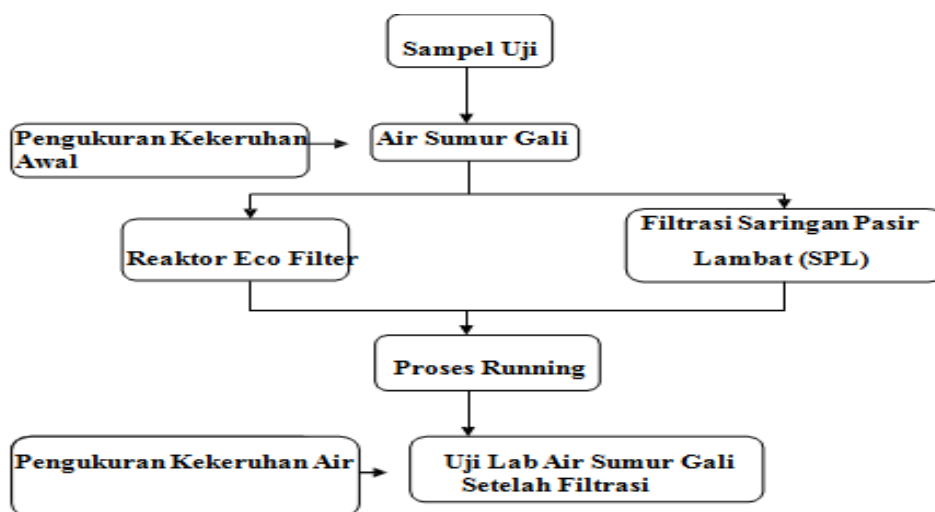 Sampel Uji
Pengukuran Kekeruhan
Awal
Air Sumur Gali
Reaktor Eco Filter
Filtrasi Saringan Pasir
Lambat (SPL)
Proses Running
Pengukuran Kekeruhan Air
Uji Lab Air Sumur Gali
Setelah Filtrasi